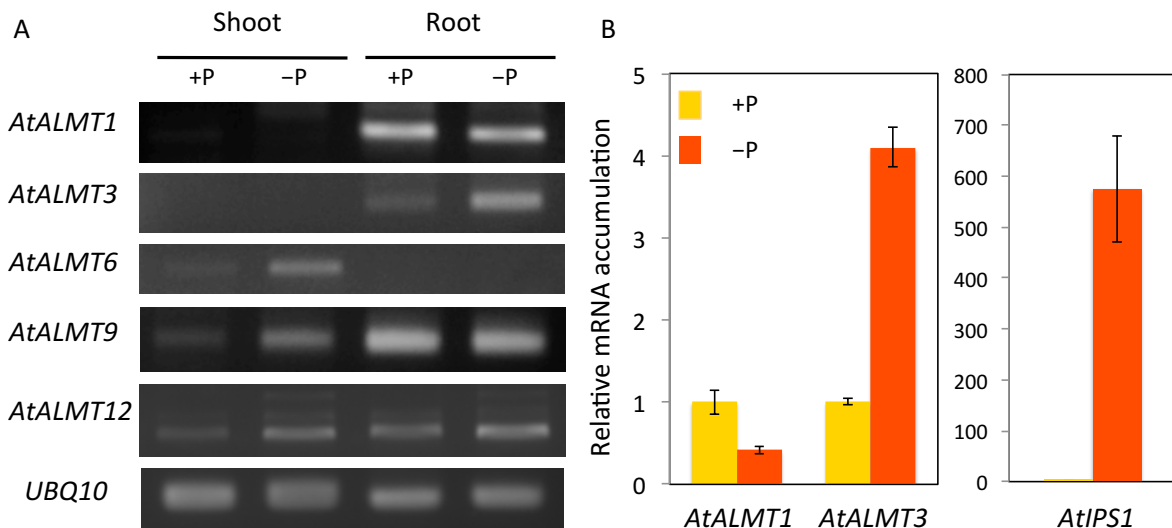 A
Shoot Root
+P −P +P −P
AtALMT1
AtALMT3
AtALMT6
AtALMT9
AtALMT12
UBQ10
B
Relative mRNA accumulation
5
4
3
2
1
0
+P
−P
AtALMT1 AtALMT3
800
700
600
500
400
300
200
100
0
AtIPS1